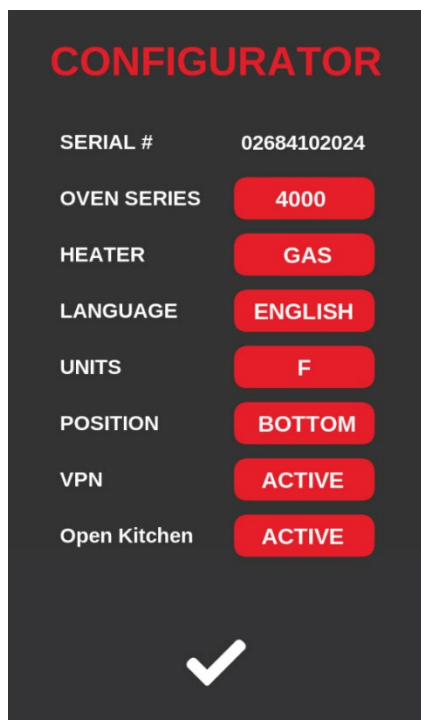 CONFIGURATOR
SERIAL # 02684102024
OVEN SERIES 4000
HEATER GAS
LANGUAGE ENGLISH
UNITS F
POSITION BOTTOM
VPN ACTIVE
Open Kitchen ACTIVE